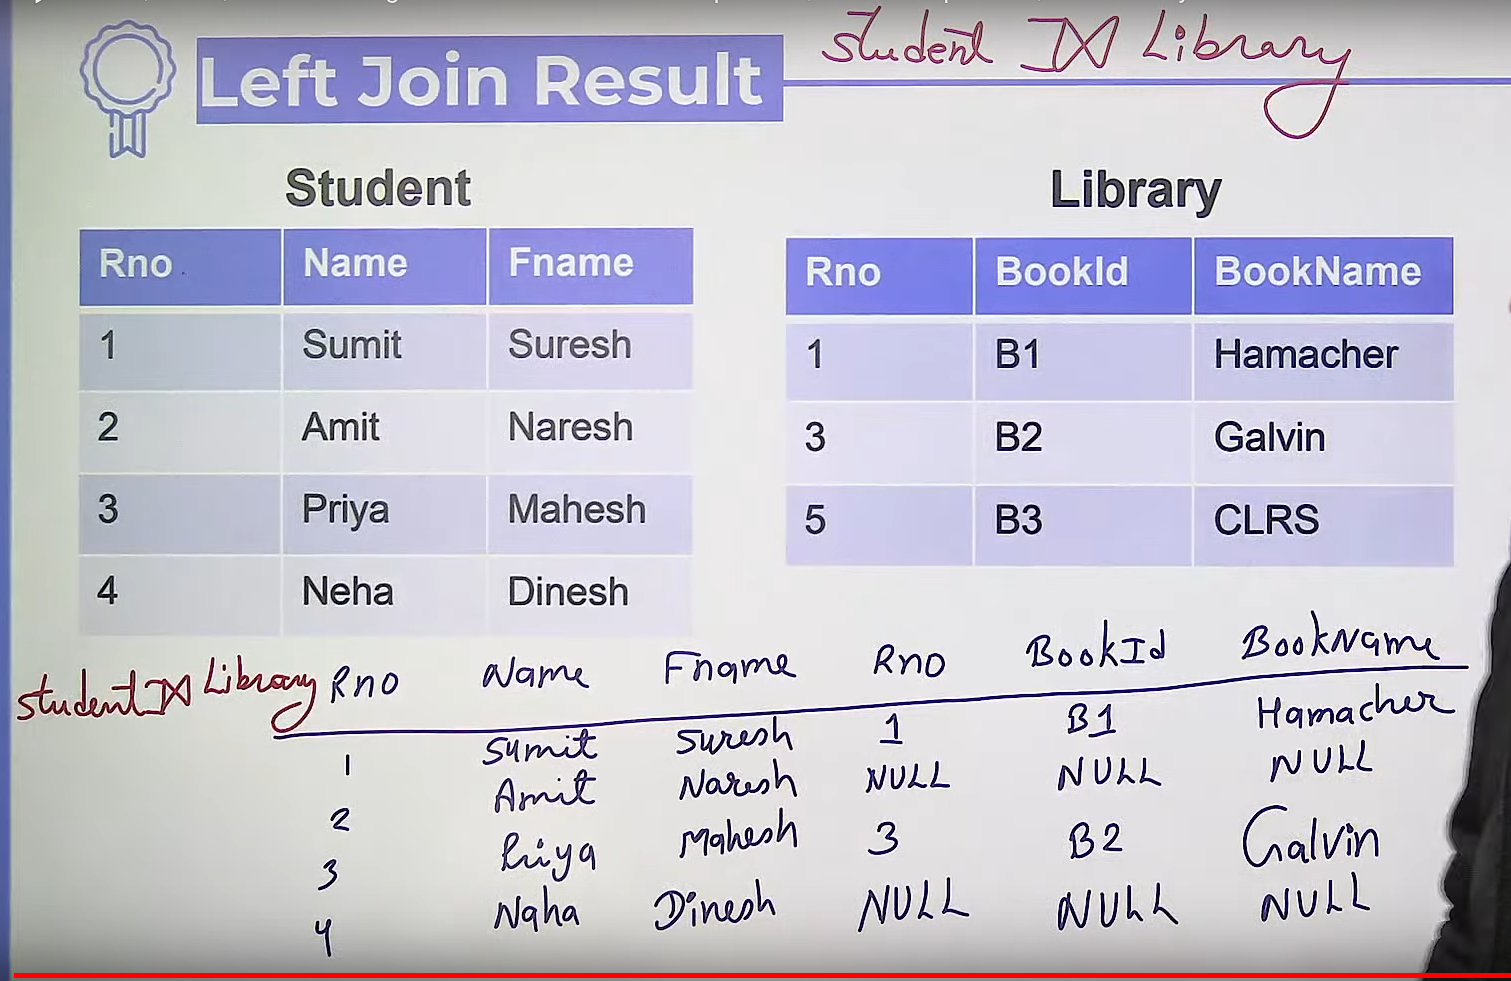 Student ⟕ Library
Left Join Result
Student
Library
Rno Name Fname
1 Sumit Suresh
2 Amit Naresh
3 Priya Mahesh
4 Neha Dinesh
Rno BookId BookName
1 B1 Hamacher
3 B2 Galvin
5 B3 CLRS
Student ⟕ Library Rno Name Fname Rno BookId BookName
1 Sumit Suresh 1 B1 Hamacher
2 Amit Naresh NULL NULL NULL
3 Priya Mahesh 3 B2 Galvin
4 Naha Dinesh NULL NULL NULL